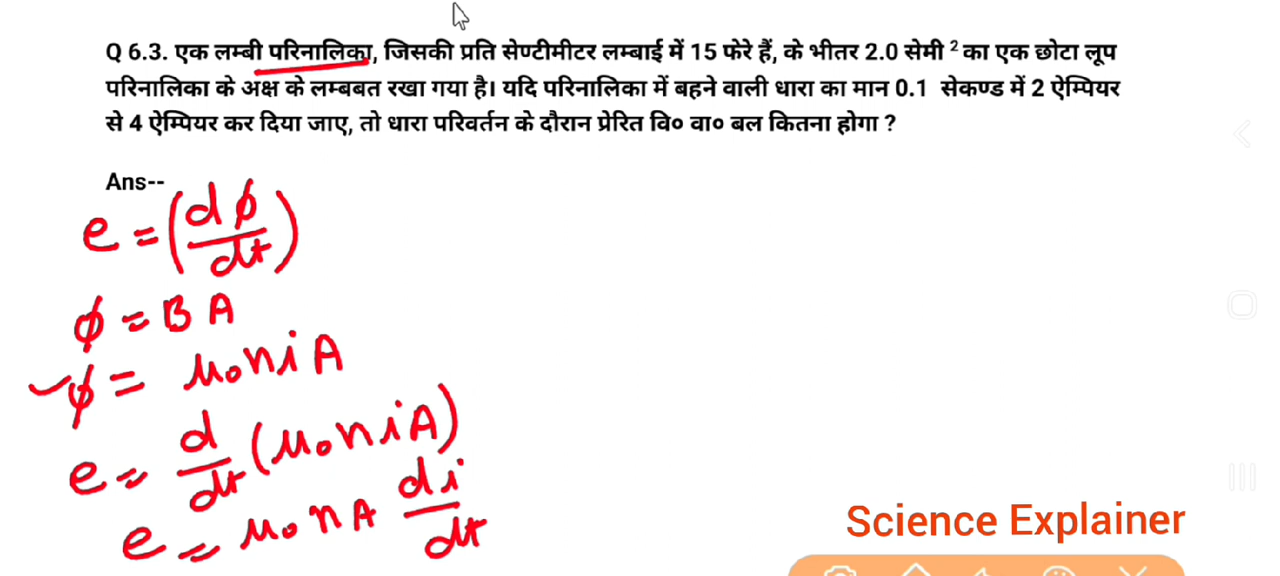 Q 6.3. एक लम्बी परिनालिका, जिसकी प्रति सेण्टीमीटर लम्बाई में 15 फेरे हैं, के भीतर 2.0 सेमी ² का एक छोटा लूप
परिनालिका के अक्ष के लम्बबत रखा गया है। यदि परिनालिका में बहने वाली धारा का मान 0.1 सेकण्ड में 2 ऐम्पियर
से 4 ऐम्पियर कर दिया जाए, तो धारा परिवर्तन के दौरान प्रेरित वि० वा० बल कितना होगा ?
Ans--
e = (dϕ/dt)
ϕ = BA
ϕ = μ₀niA
e = d/dt (μ₀niA)
e = μ₀nA di/dt
Science Explainer